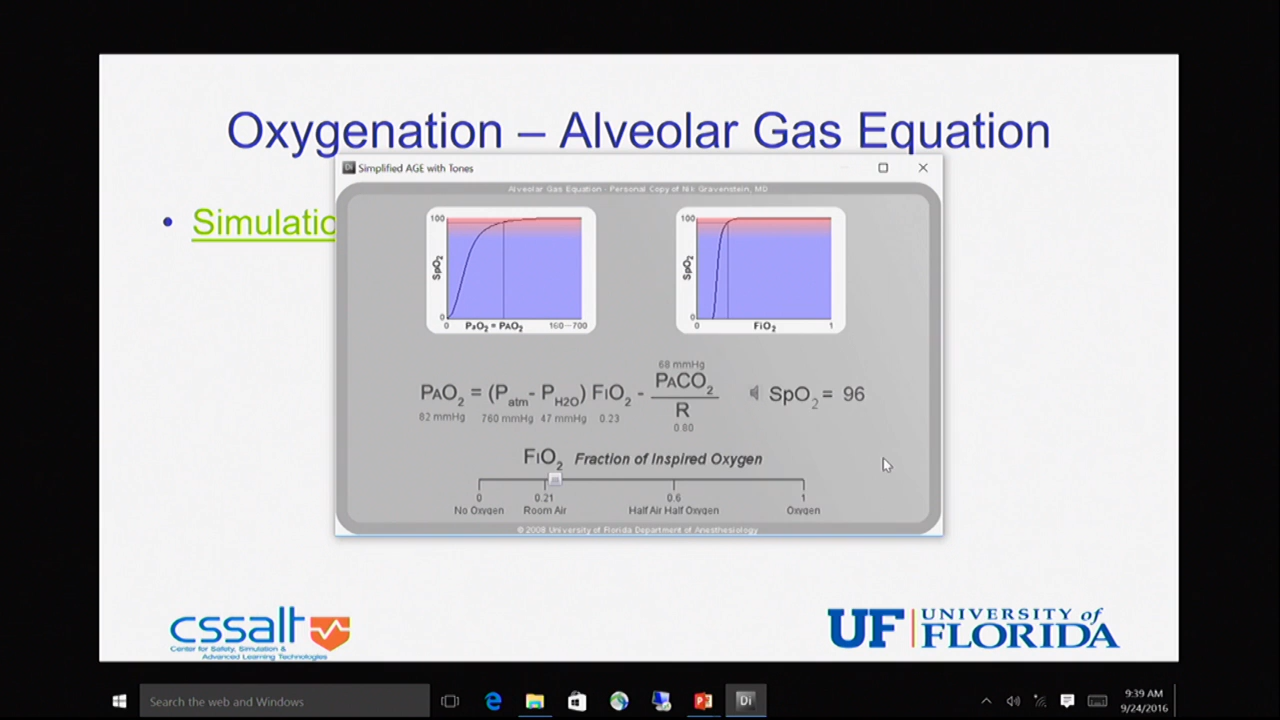 Oxygenation – Alveolar Gas Equation
Di Simplified AGE with Tones
Alveolar Gas Equation - Personal Copy of Nik Gravenstein, MD
• Simulatio
100
SpO2
0
0 PaO2 = PAO2 160—700
100
SpO2
0
0 FiO2 1
68 mmHg
PAO2 = (Patm - PH2O) FiO2 - PACO2 / R
82 mmHg 760 mmHg 47 mmHg 0.23 0.80
SpO2 = 96
FiO2 Fraction of Inspired Oxygen
0 0.21 0.6 1
No Oxygen Room Air Half Air Half Oxygen Oxygen
© 2008 University of Florida Department of Anesthesiology
cssalt
Center for Safety, Simulation &
Advanced Learning Technologies
UF UNIVERSITY of
FLORIDA
Search the web and Windows
Di
9:39 AM
9/24/2016